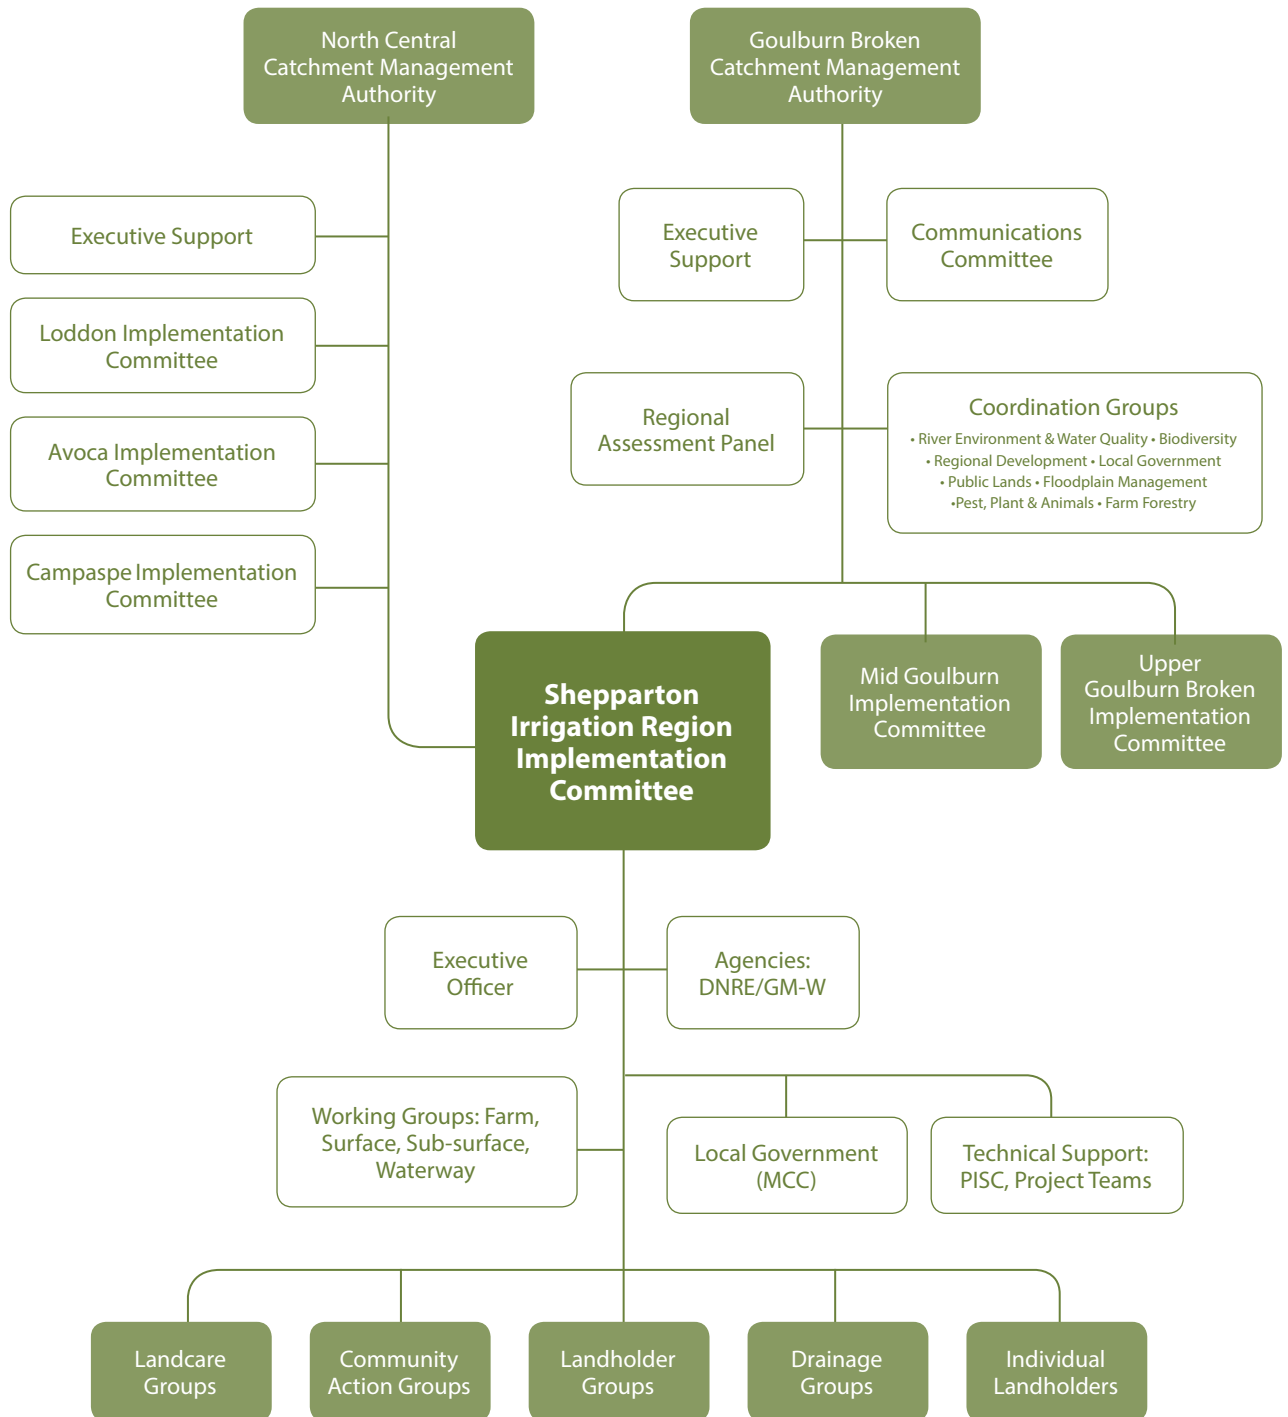 North Central
Catchment Management
Authority
Goulburn Broken
Catchment Management
Authority
Executive Support
Loddon Implementation
Committee
Avoca Implementation
Committee
Campaspe Implementation
Committee
Executive
Support
Communications
Committee
Regional
Assessment Panel
Coordination Groups
• River Environment & Water Quality • Biodiversity
• Regional Development • Local Government
• Public Lands • Floodplain Management
•Pest, Plant & Animals • Farm Forestry
Shepparton
Irrigation Region
Implementation
Committee
Mid Goulburn
Implementation
Committee
Upper
Goulburn Broken
Implementation
Committee
Executive
Officer
Agencies:
DNRE/GM-W
Working Groups: Farm,
Surface, Sub-surface,
Waterway
Local Government
(MCC)
Technical Support:
PISC, Project Teams
Landcare
Groups
Community
Action Groups
Landholder
Groups
Drainage
Groups
Individual
Landholders